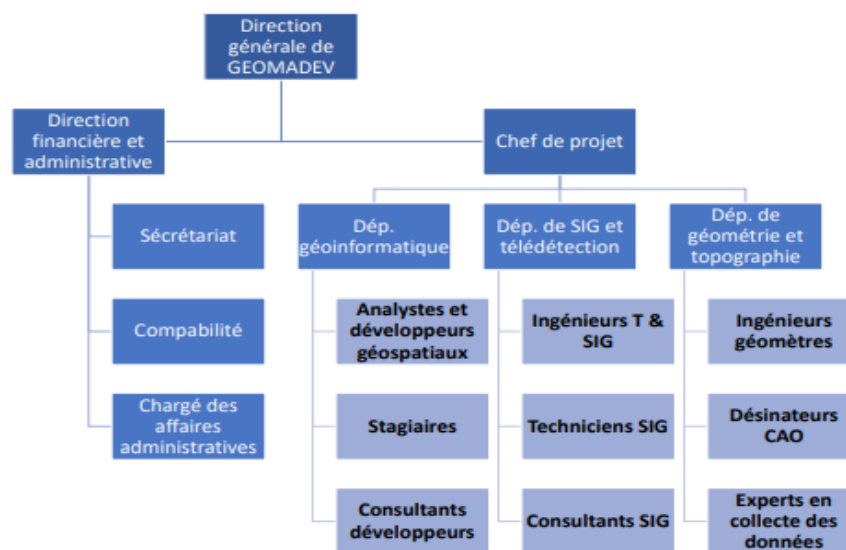 Direction
générale de
GEOMADEV
Direction
financière et
administrative
Chef de projet
Sécrétariat
Compabilité
Chargé des
affaires
administratives
Dép.
géoinformatique
Dép. de SIG et
télédétection
Dép. de
géométrie et
topographie
Analystes et
développeurs
géospatiaux
Stagiaires
Consultants
développeurs
Ingénieurs T &
SIG
Techniciens SIG
Consultants SIG
Ingénieurs
géomètres
Désinateurs
CAO
Experts en
collecte des
données